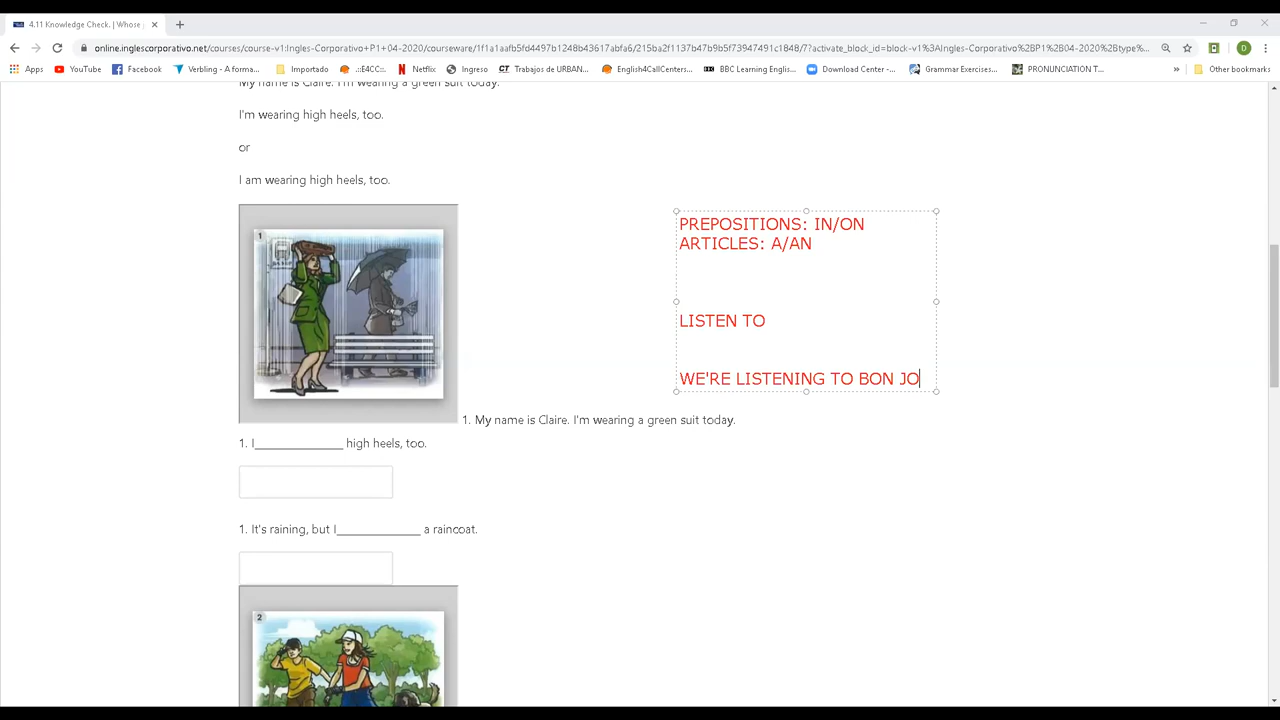 4.11 Knowledge Check. | Whose
online.inglescorporativo.net/courses/course-v1:Ingles-Corporativo+P1+04-2020/courseware/1f1a1aafb5fd4497b1248b43617abfa6/215ba2f1137b47b9b5f73947491c1848/7?activate_block_id=block-v1%3AIngles-Corporativo%2BP1%2B04-2020%2Btype%...
D
Apps YouTube Facebook Verbling - A forma... Importado .::E4CC::. Netflix Ingreso CT Trabajos de URBAN... English4CallCenters... BBC Learning Englis... Download Center -... Grammar Exercises... PRONUNCIATION T... » Other bookmarks
My name is Claire. I'm wearing a green suit today.
I'm wearing high heels, too.
or
I am wearing high heels, too.
PREPOSITIONS: IN/ON
ARTICLES: A/AN
LISTEN TO
WE'RE LISTENING TO BON JO
1
1. My name is Claire. I'm wearing a green suit today.
1. I______________ high heels, too.
1. It's raining, but I_____________ a raincoat.
2